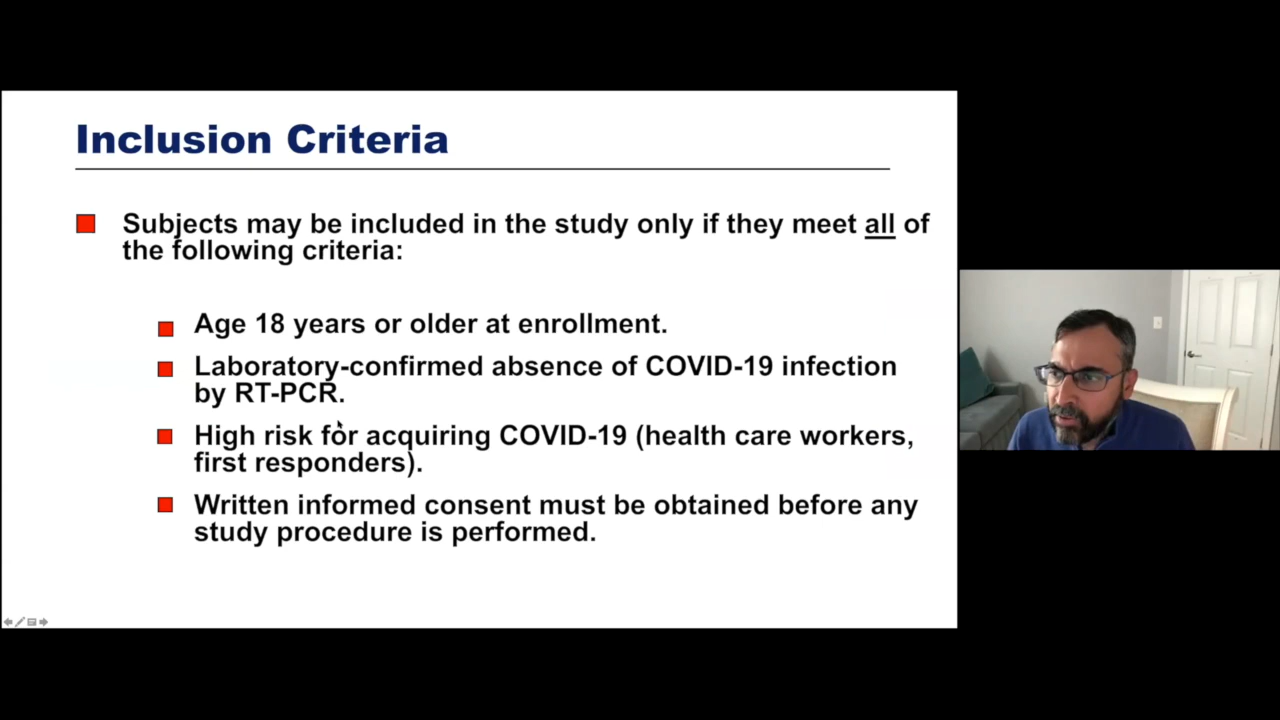 Inclusion Criteria
Subjects may be included in the study only if they meet all of
the following criteria:
Age 18 years or older at enrollment.
Laboratory-confirmed absence of COVID-19 infection
by RT-PCR.
High risk for acquiring COVID-19 (health care workers,
first responders).
Written informed consent must be obtained before any
study procedure is performed.